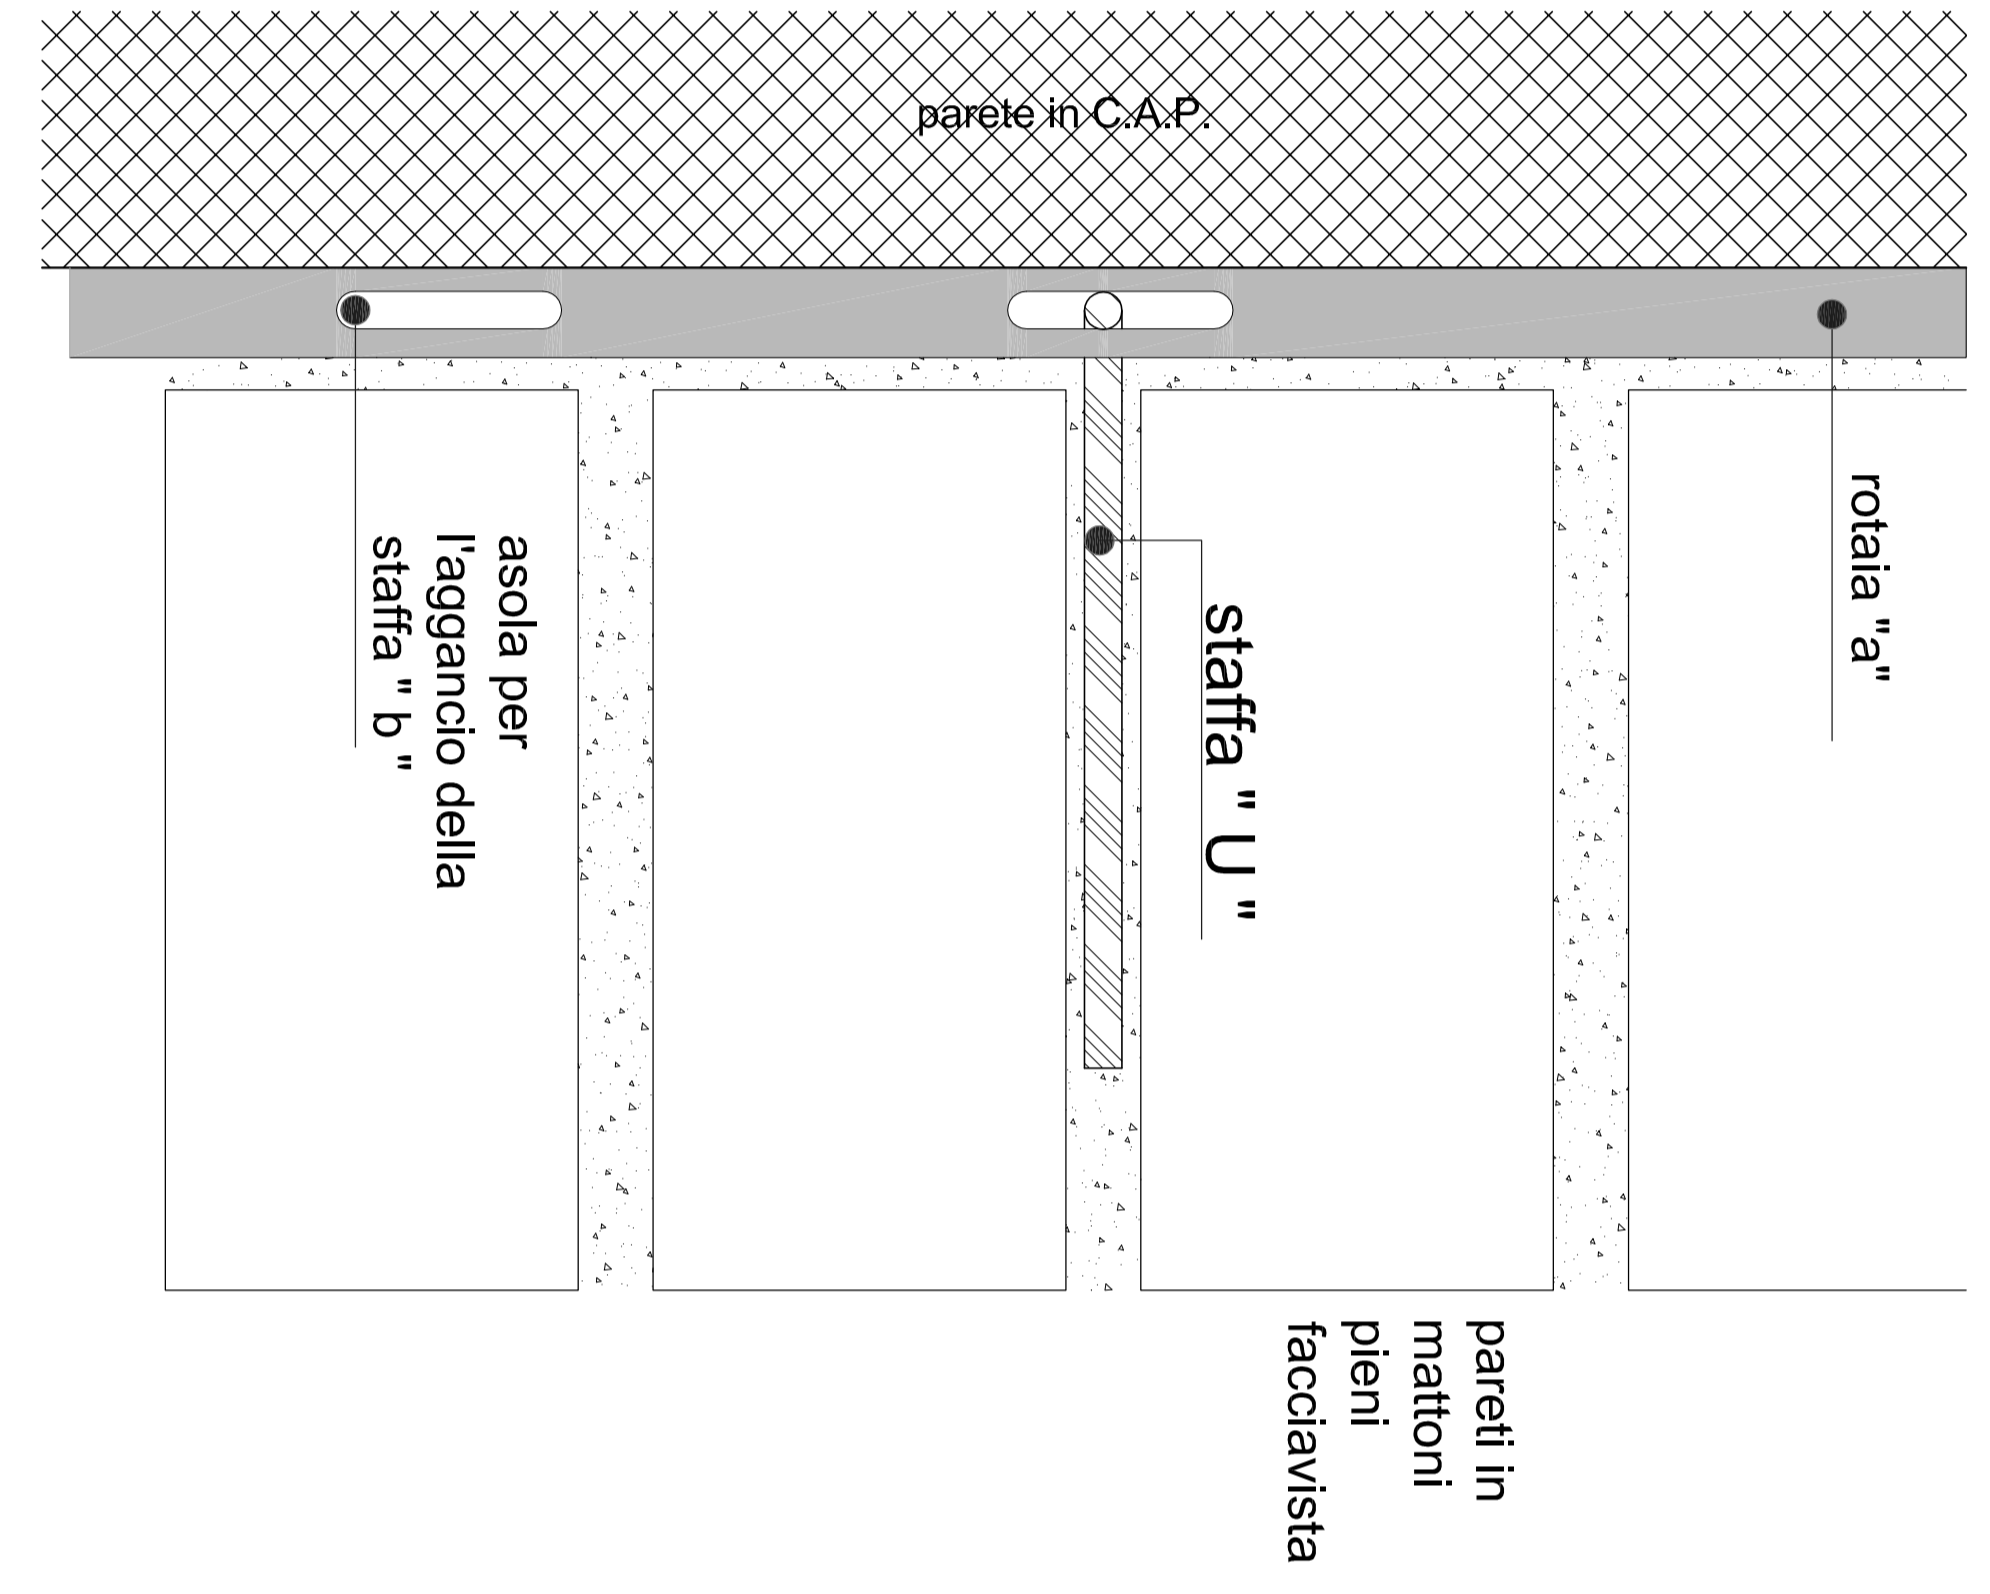 parete in C.A.P.
rotaia "a"
staffa " U "
asola per
l'aggancio della
staffa " b "
pareti in
mattoni
pieni
facciavista